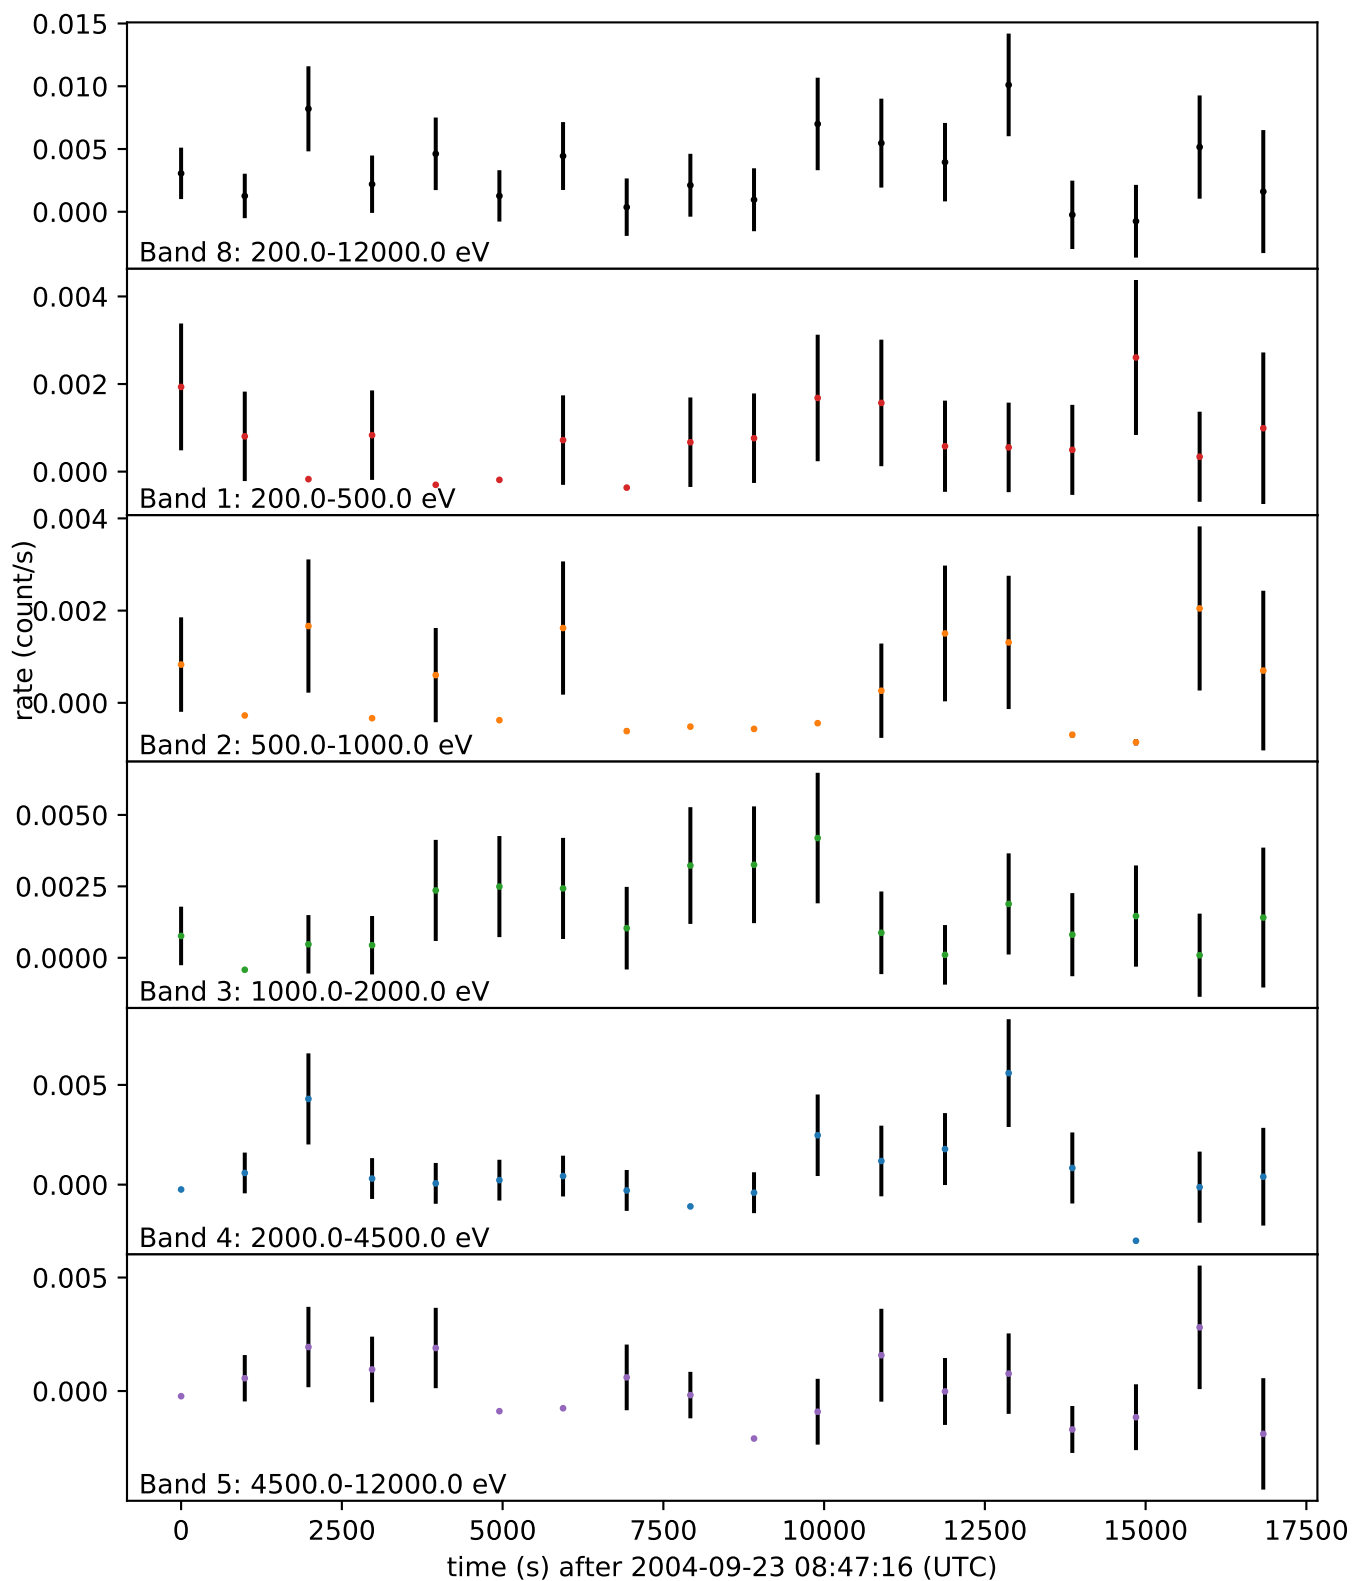 0.015
0.010
0.005
0.000
Band 8: 200.0-12000.0 eV
0.004
0.002
0.000
Band 1: 200.0-500.0 eV
0.004
0.002
0.000
Band 2: 500.0-1000.0 eV
rate (count/s)
0.0050
0.0025
0.0000
Band 3: 1000.0-2000.0 eV
0.005
0.000
Band 4: 2000.0-4500.0 eV
0.005
0.000
Band 5: 4500.0-12000.0 eV
0 2500 5000 7500 10000 12500 15000 17500
time (s) after 2004-09-23 08:47:16 (UTC)